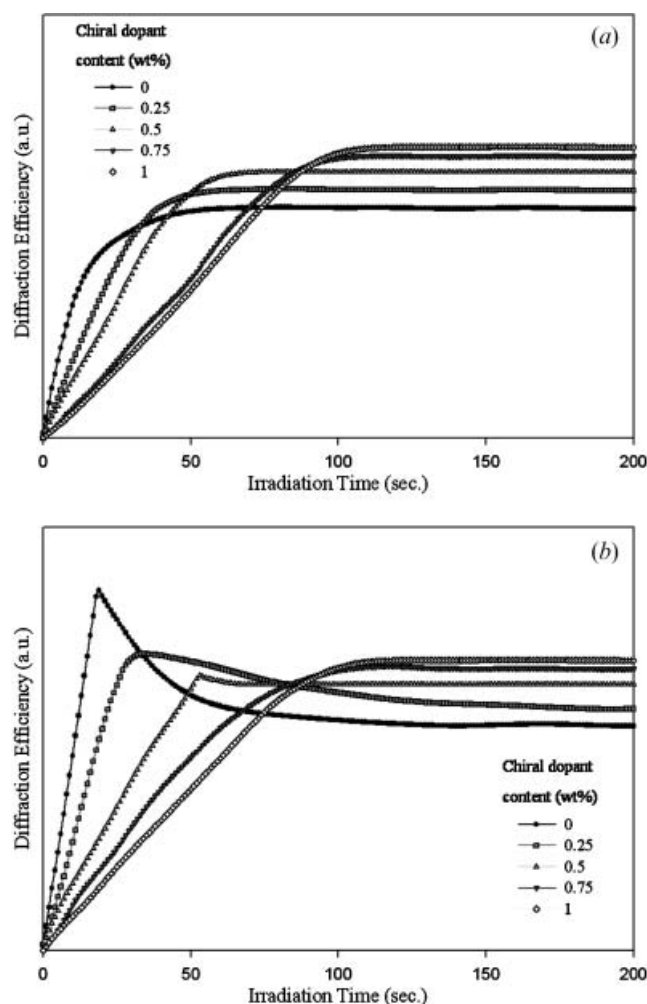 (a)
Chiral dopant
content (wt%)
0
0.25
0.5
0.75
1
Diffraction Efficiency (a.u.)
0
50
100
150
200
Irradiation Time (sec.)
(b)
Diffraction Efficiency (a.u.)
Chiral dopant
content (wt%)
0
0.25
0.5
0.75
1
0
50
100
150
200
Irradiation Time (sec.)